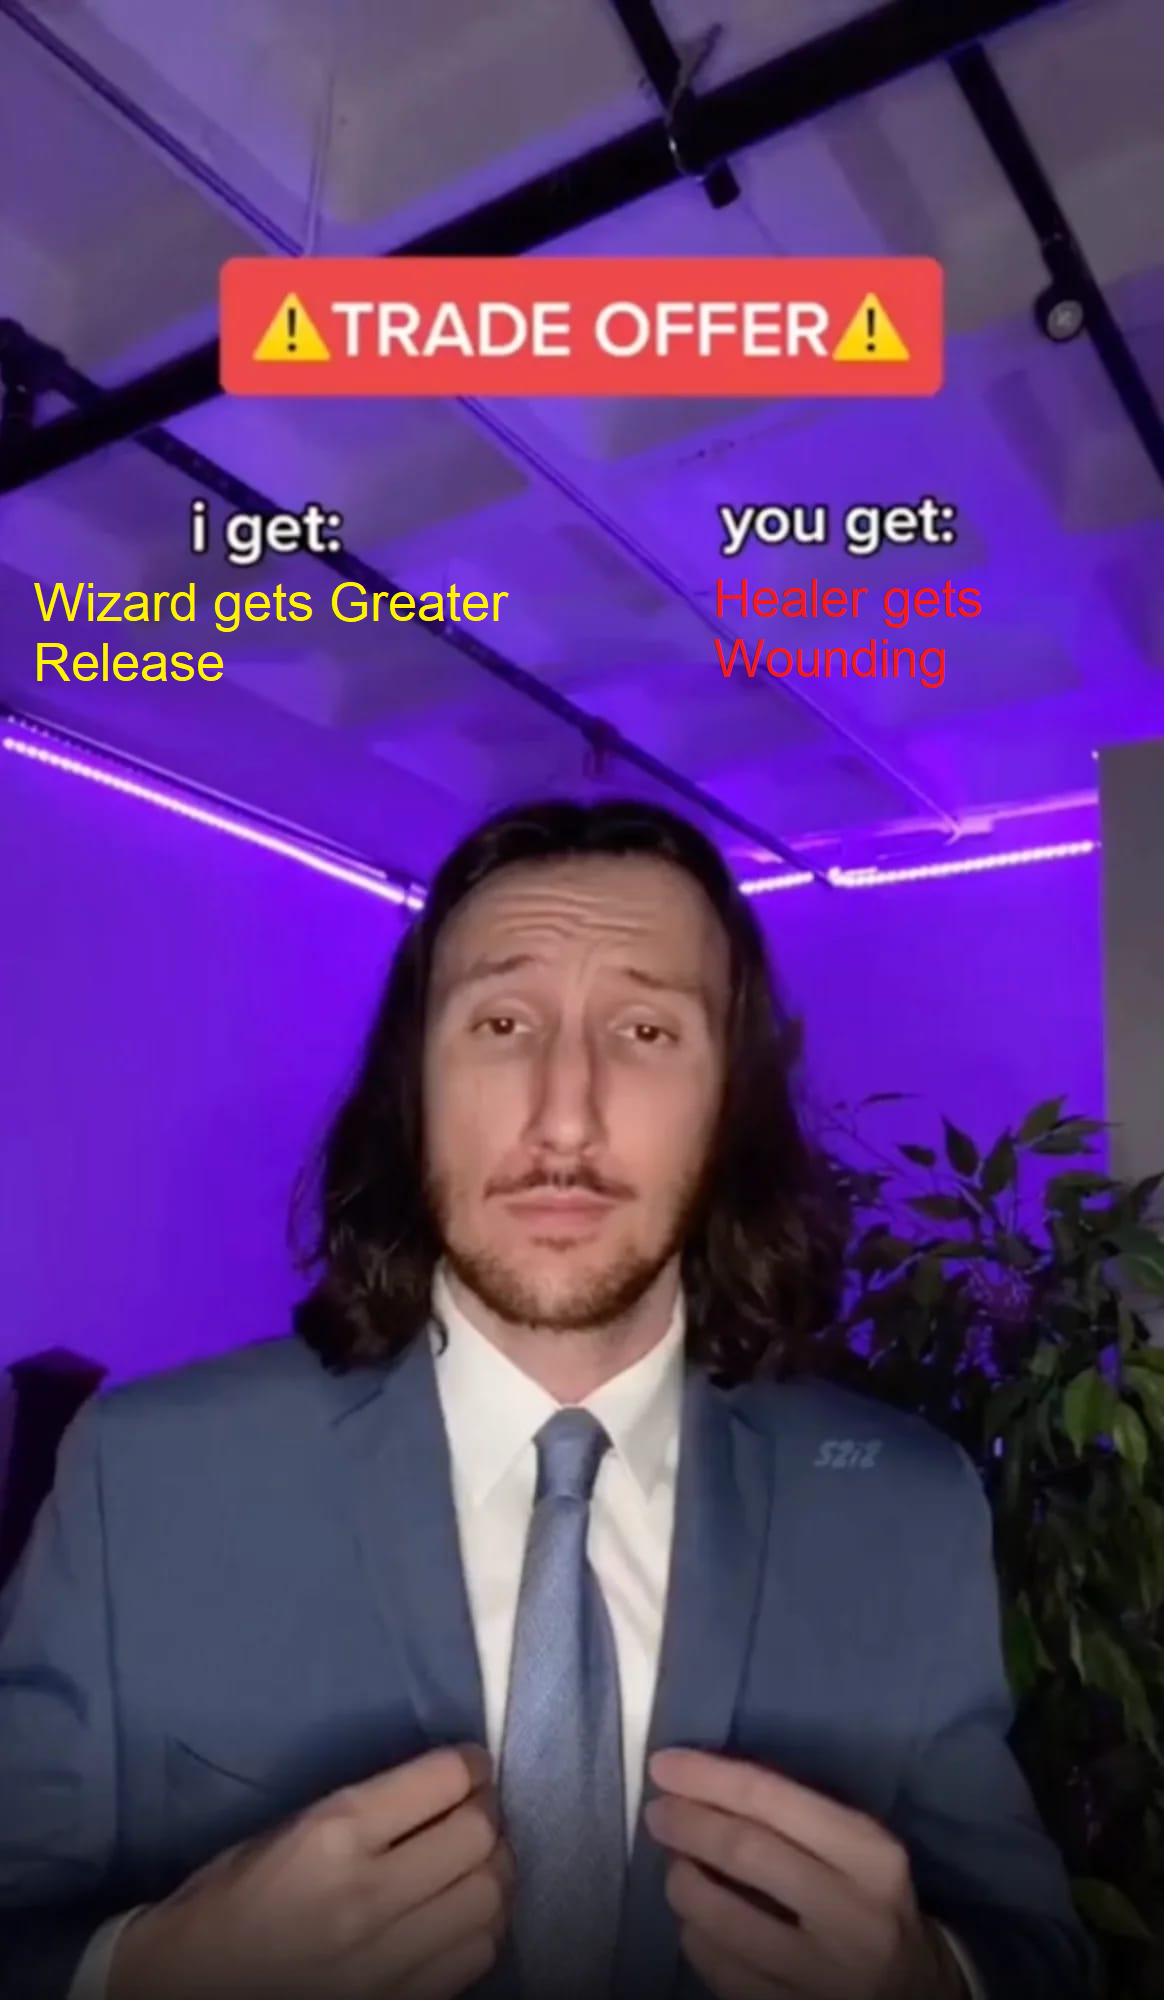 ⚠TRADE OFFER⚠
i get:
Wizard gets Greater
Release
you get:
Healer gets
Wounding